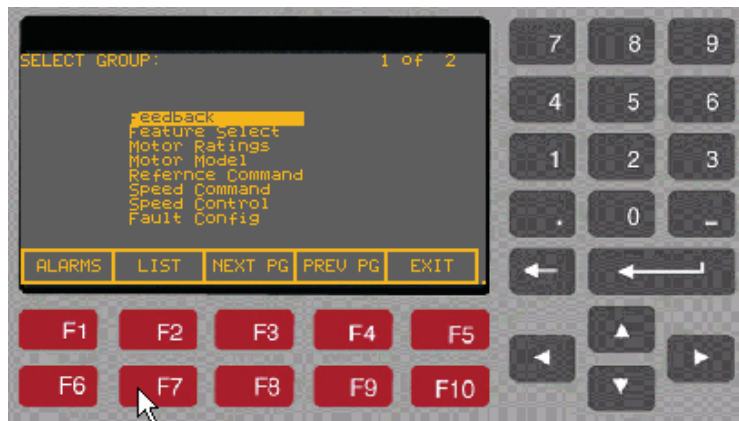 SELECT GROUP: 1 of 2
Feedback
Feature Select
Motor Ratings
Motor Model
Refernce Command
Speed Command
Speed Control
Fault Config
ALARMS LIST NEXT PG PREV PG EXIT
F1 F2 F3 F4 F5
F6 F7 F8 F9 F10
7 8 9
4 5 6
1 2 3
. 0 -